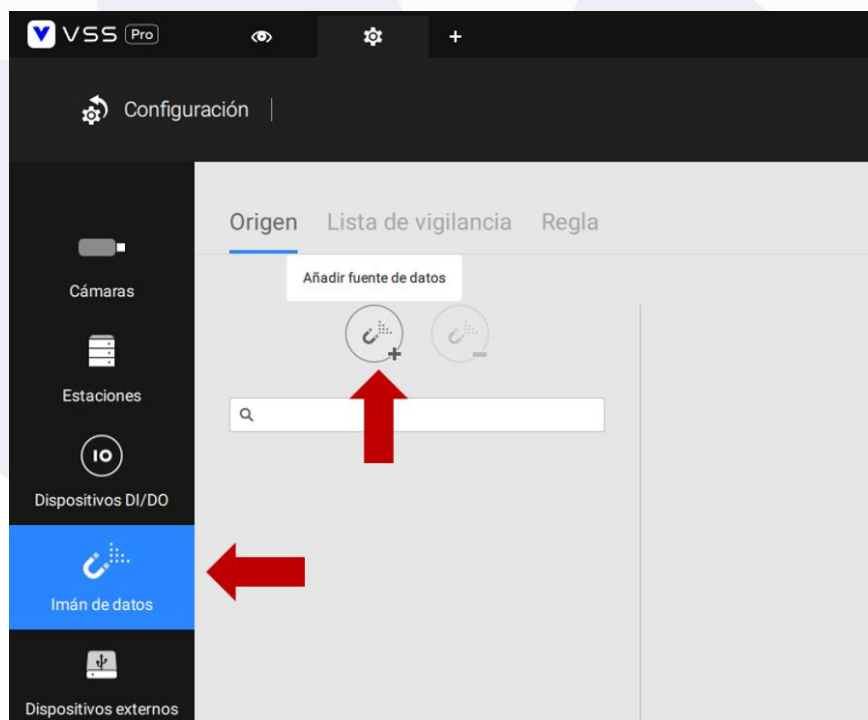 VSS Pro
+
Configuración
Origen Lista de vigilancia Regla
Añadir fuente de datos
Cámaras
Estaciones
IO
Dispositivos DI/DO
Imán de datos
Dispositivos externos